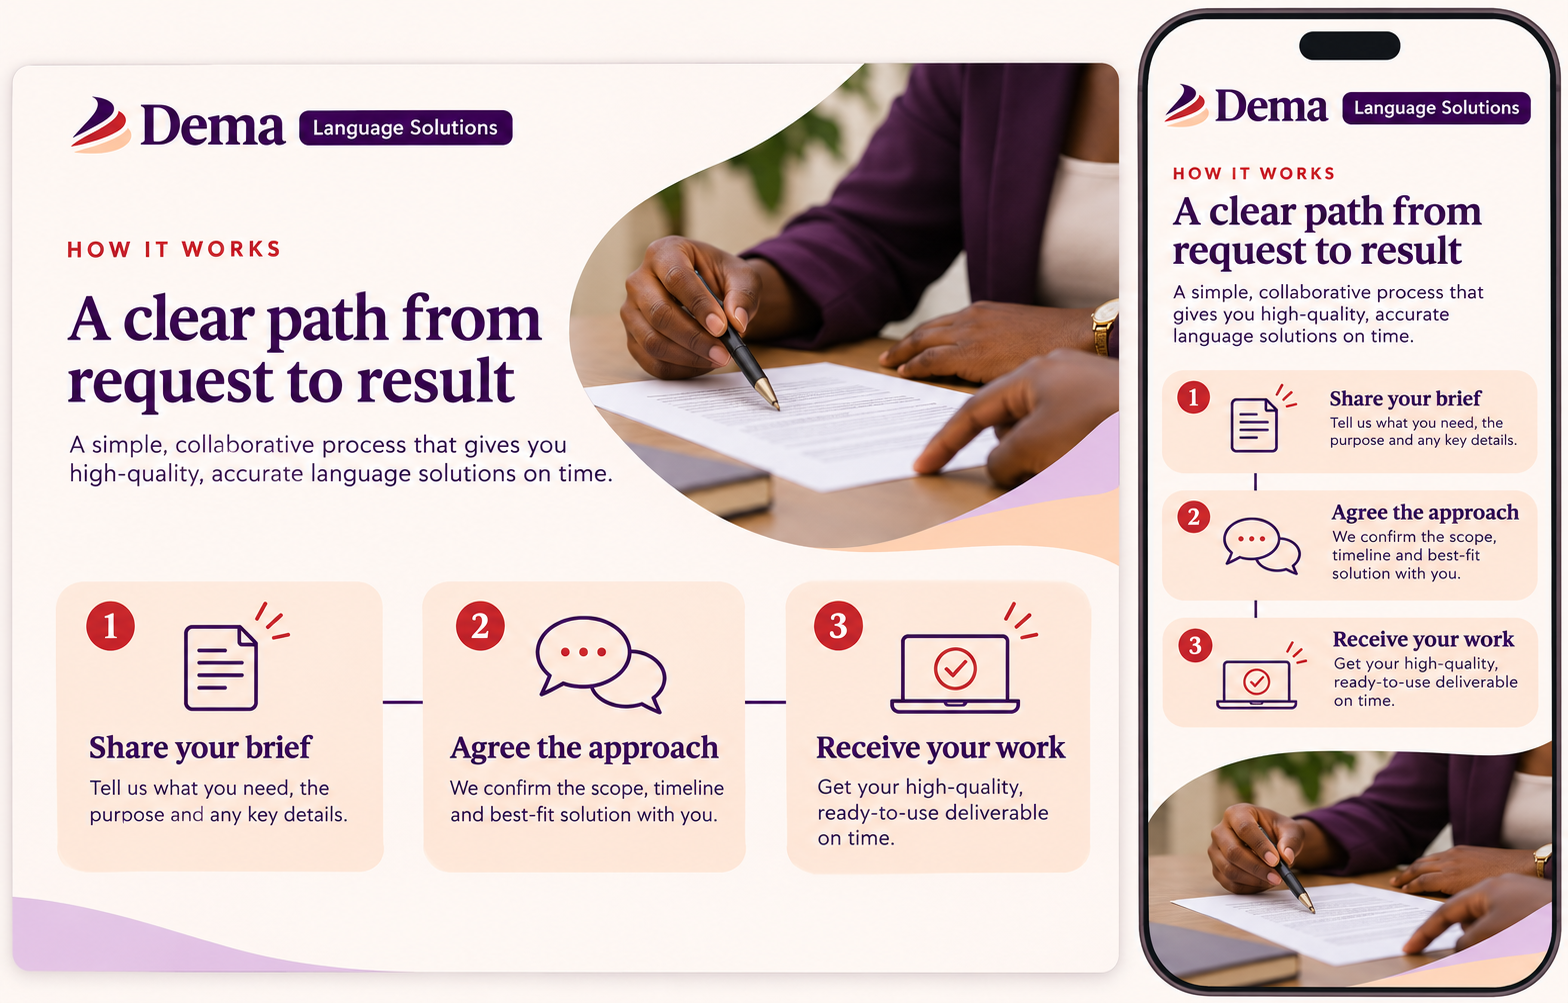 Dema Language Solutions
HOW IT WORKS
A clear path from
request to result
A simple, collaborative process that gives you
high-quality, accurate language solutions on time.
1
Share your brief
Tell us what you need, the
purpose and any key details.
2
Agree the approach
We confirm the scope, timeline
and best-fit solution with you.
3
Receive your work
Get your high-quality,
ready-to-use deliverable
on time.
Dema Language Solutions
HOW IT WORKS
A clear path from
request to result
A simple, collaborative process that
gives you high-quality, accurate
language solutions on time.
1
Share your brief
Tell us what you need, the
purpose and any key details.
2
Agree the approach
We confirm the scope,
timeline and best-fit
solution with you.
3
Receive your work
Get your high-quality,
ready-to-use deliverable
on time.